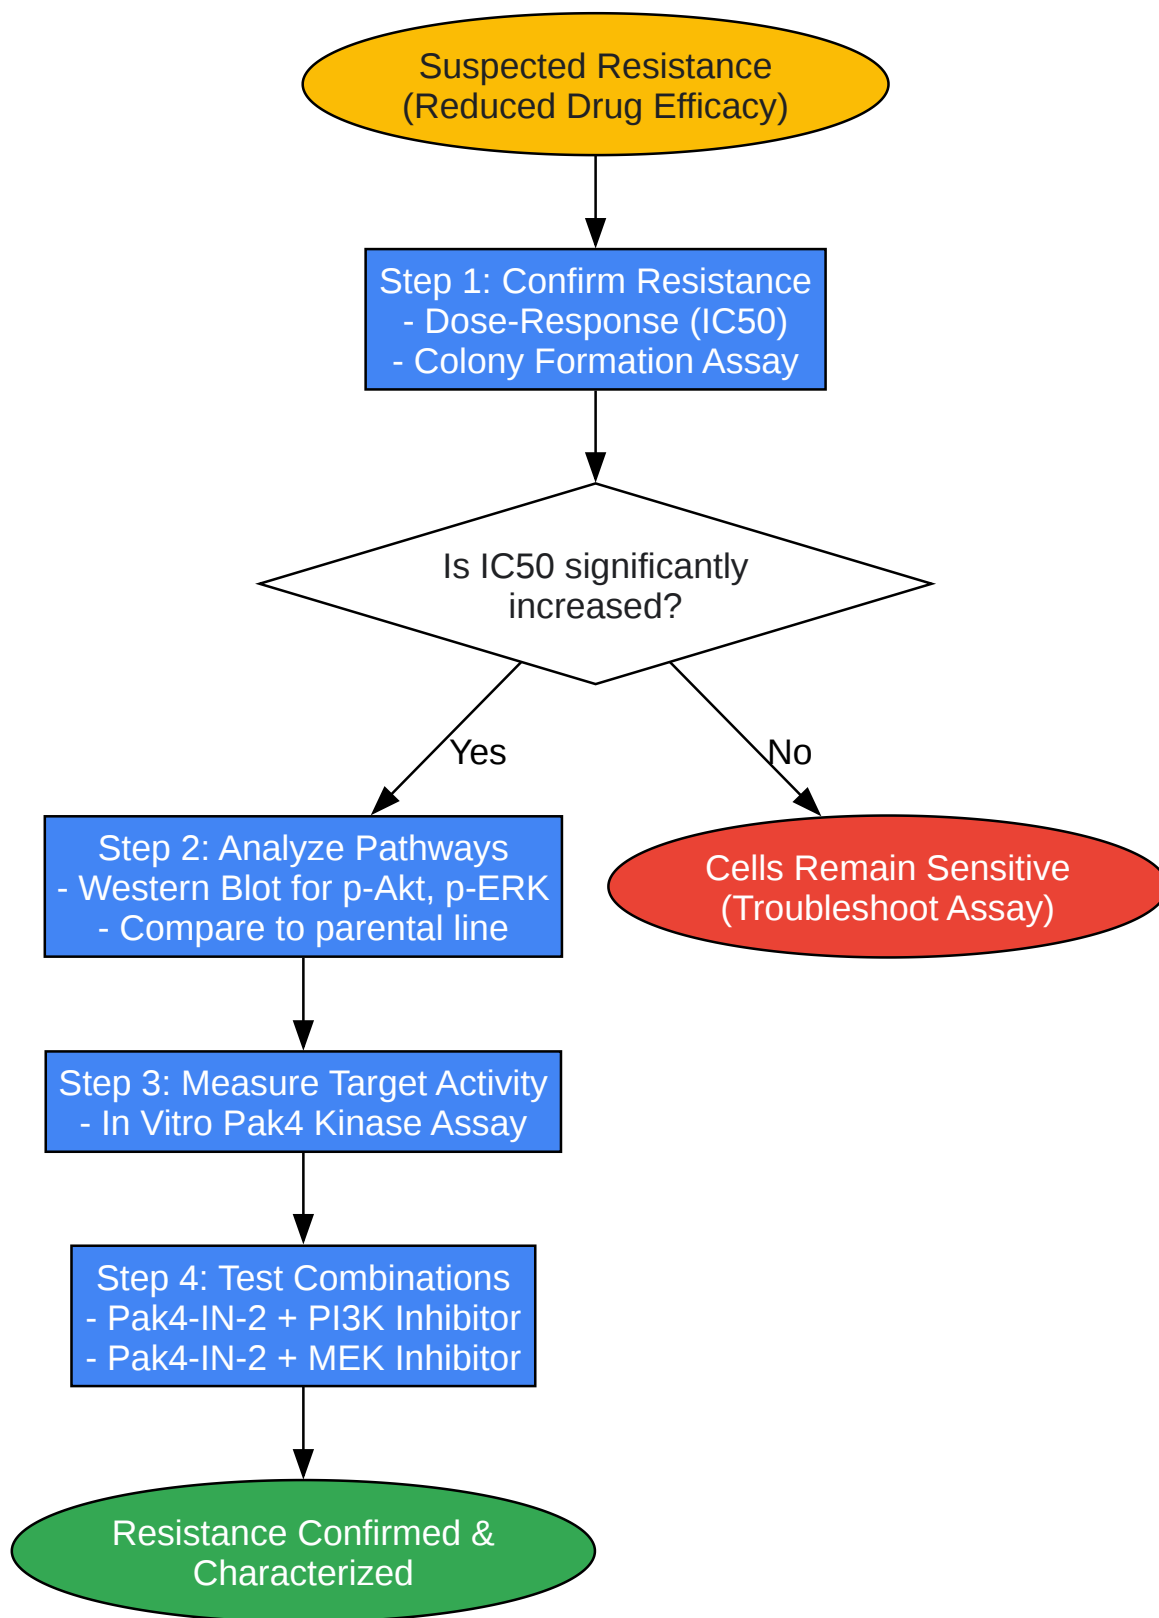 Suspected Resistance
(Reduced Drug Efficacy)
Step 1: Confirm Resistance
- Dose-Response (IC50)
- Colony Formation Assay
Is IC50 significantly
increased?
Yes
No
Step 2: Analyze Pathways
- Western Blot for p-Akt, p-ERK
- Compare to parental line
Cells Remain Sensitive
(Troubleshoot Assay)
Step 3: Measure Target Activity
- In Vitro Pak4 Kinase Assay
Step 4: Test Combinations
- Pak4-IN-2 + PI3K Inhibitor
- Pak4-IN-2 + MEK Inhibitor
Resistance Confirmed &
Characterized